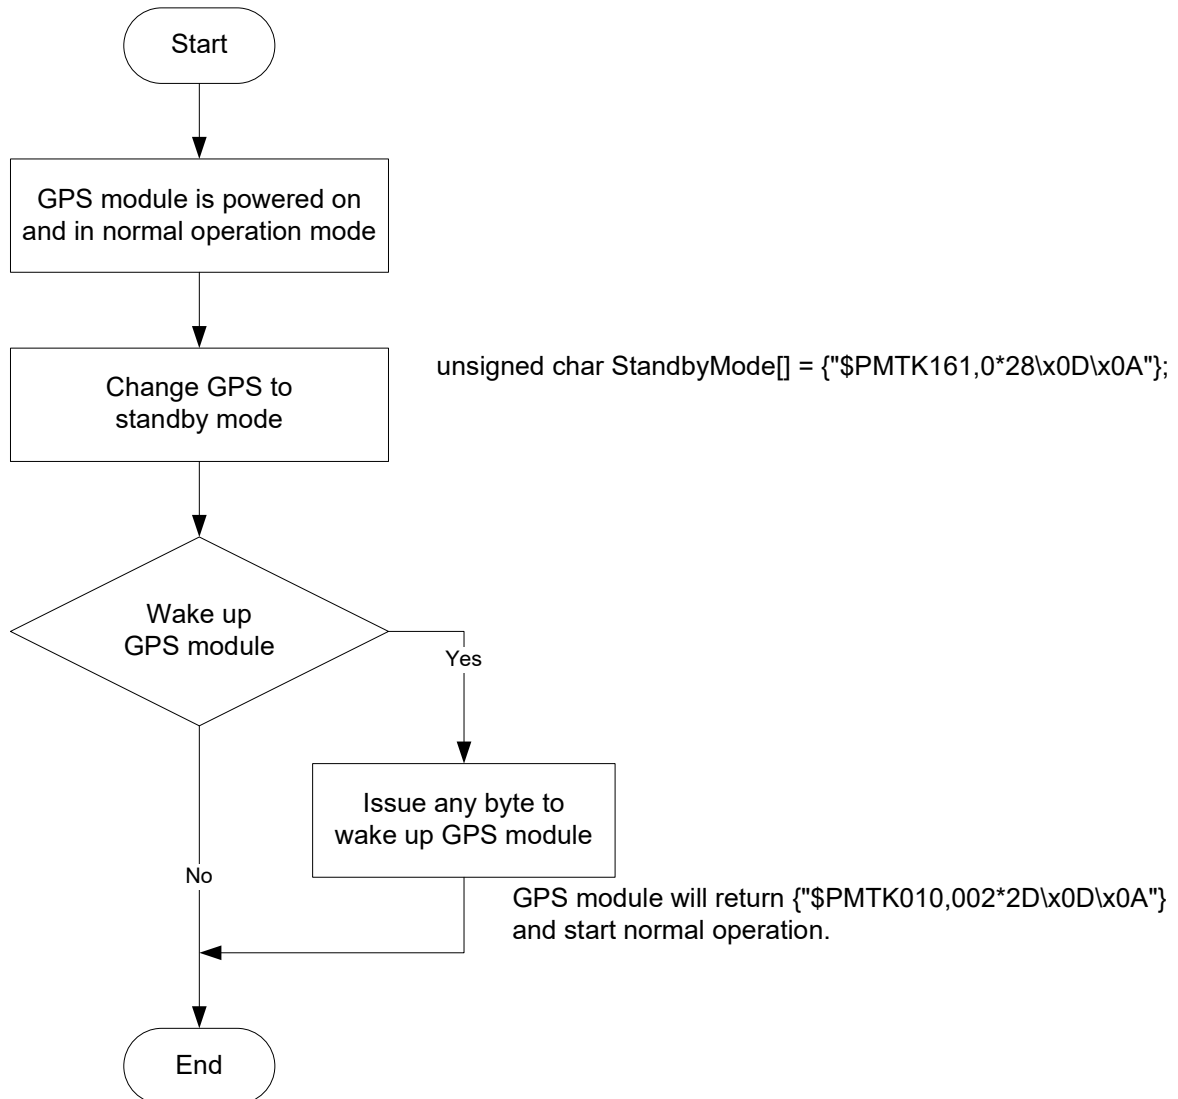 Start
GPS module is powered on
and in normal operation mode
Change GPS to
standby mode
unsigned char StandbyMode[] = {"$PMTK161,0*28\x0D\x0A"};
Wake up
GPS module
Yes
Issue any byte to
wake up GPS module
No
GPS module will return {"$PMTK010,002*2D\x0D\x0A"}
and start normal operation.
End